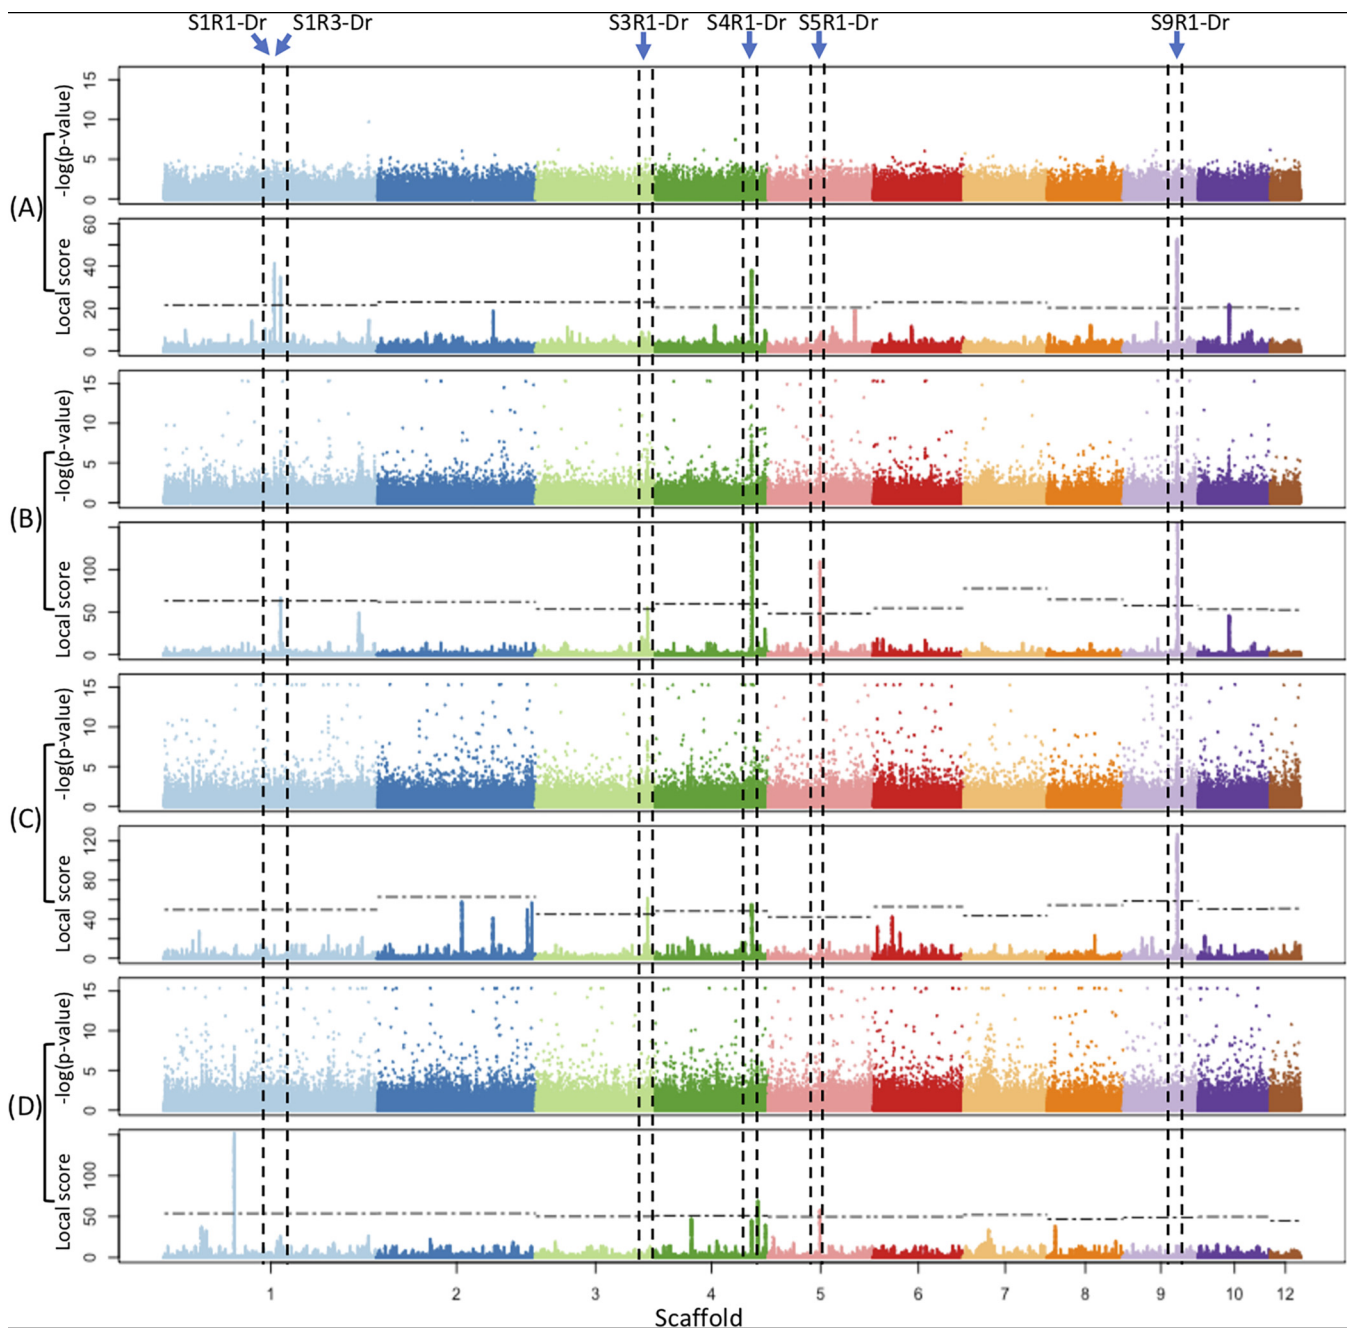 S1R1-Dr S1R3-Dr S3R1-Dr S4R1-Dr S5R1-Dr S9R1-Dr
(A)
-log(p-value)
15
10
5
0
Local score
60
40
20
0
(B)
-log(p-value)
15
10
5
0
Local score
100
50
0
(C)
-log(p-value)
15
10
5
0
Local score
120
80
40
0
(D)
-log(p-value)
15
10
5
0
Local score
100
50
0
1 2 3 4 5 6 7 8 9 10 12
Scaffold